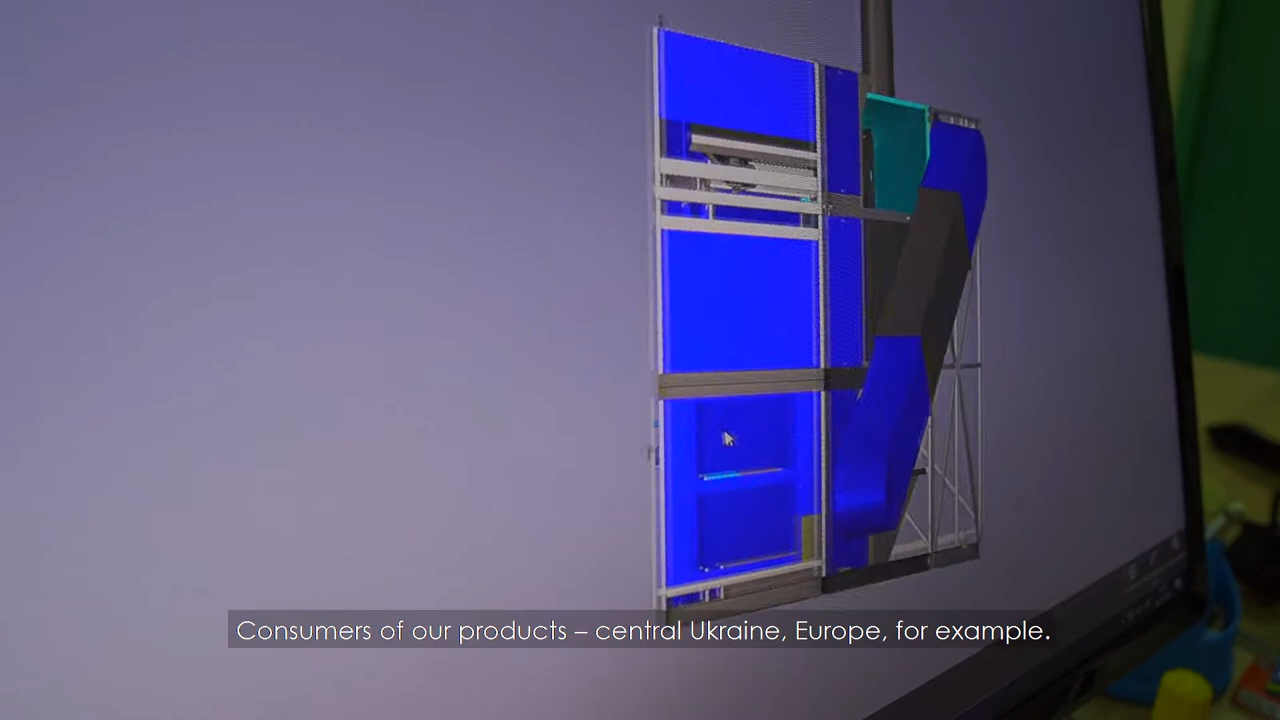 Consumers of our products – central Ukraine, Europe, for example.